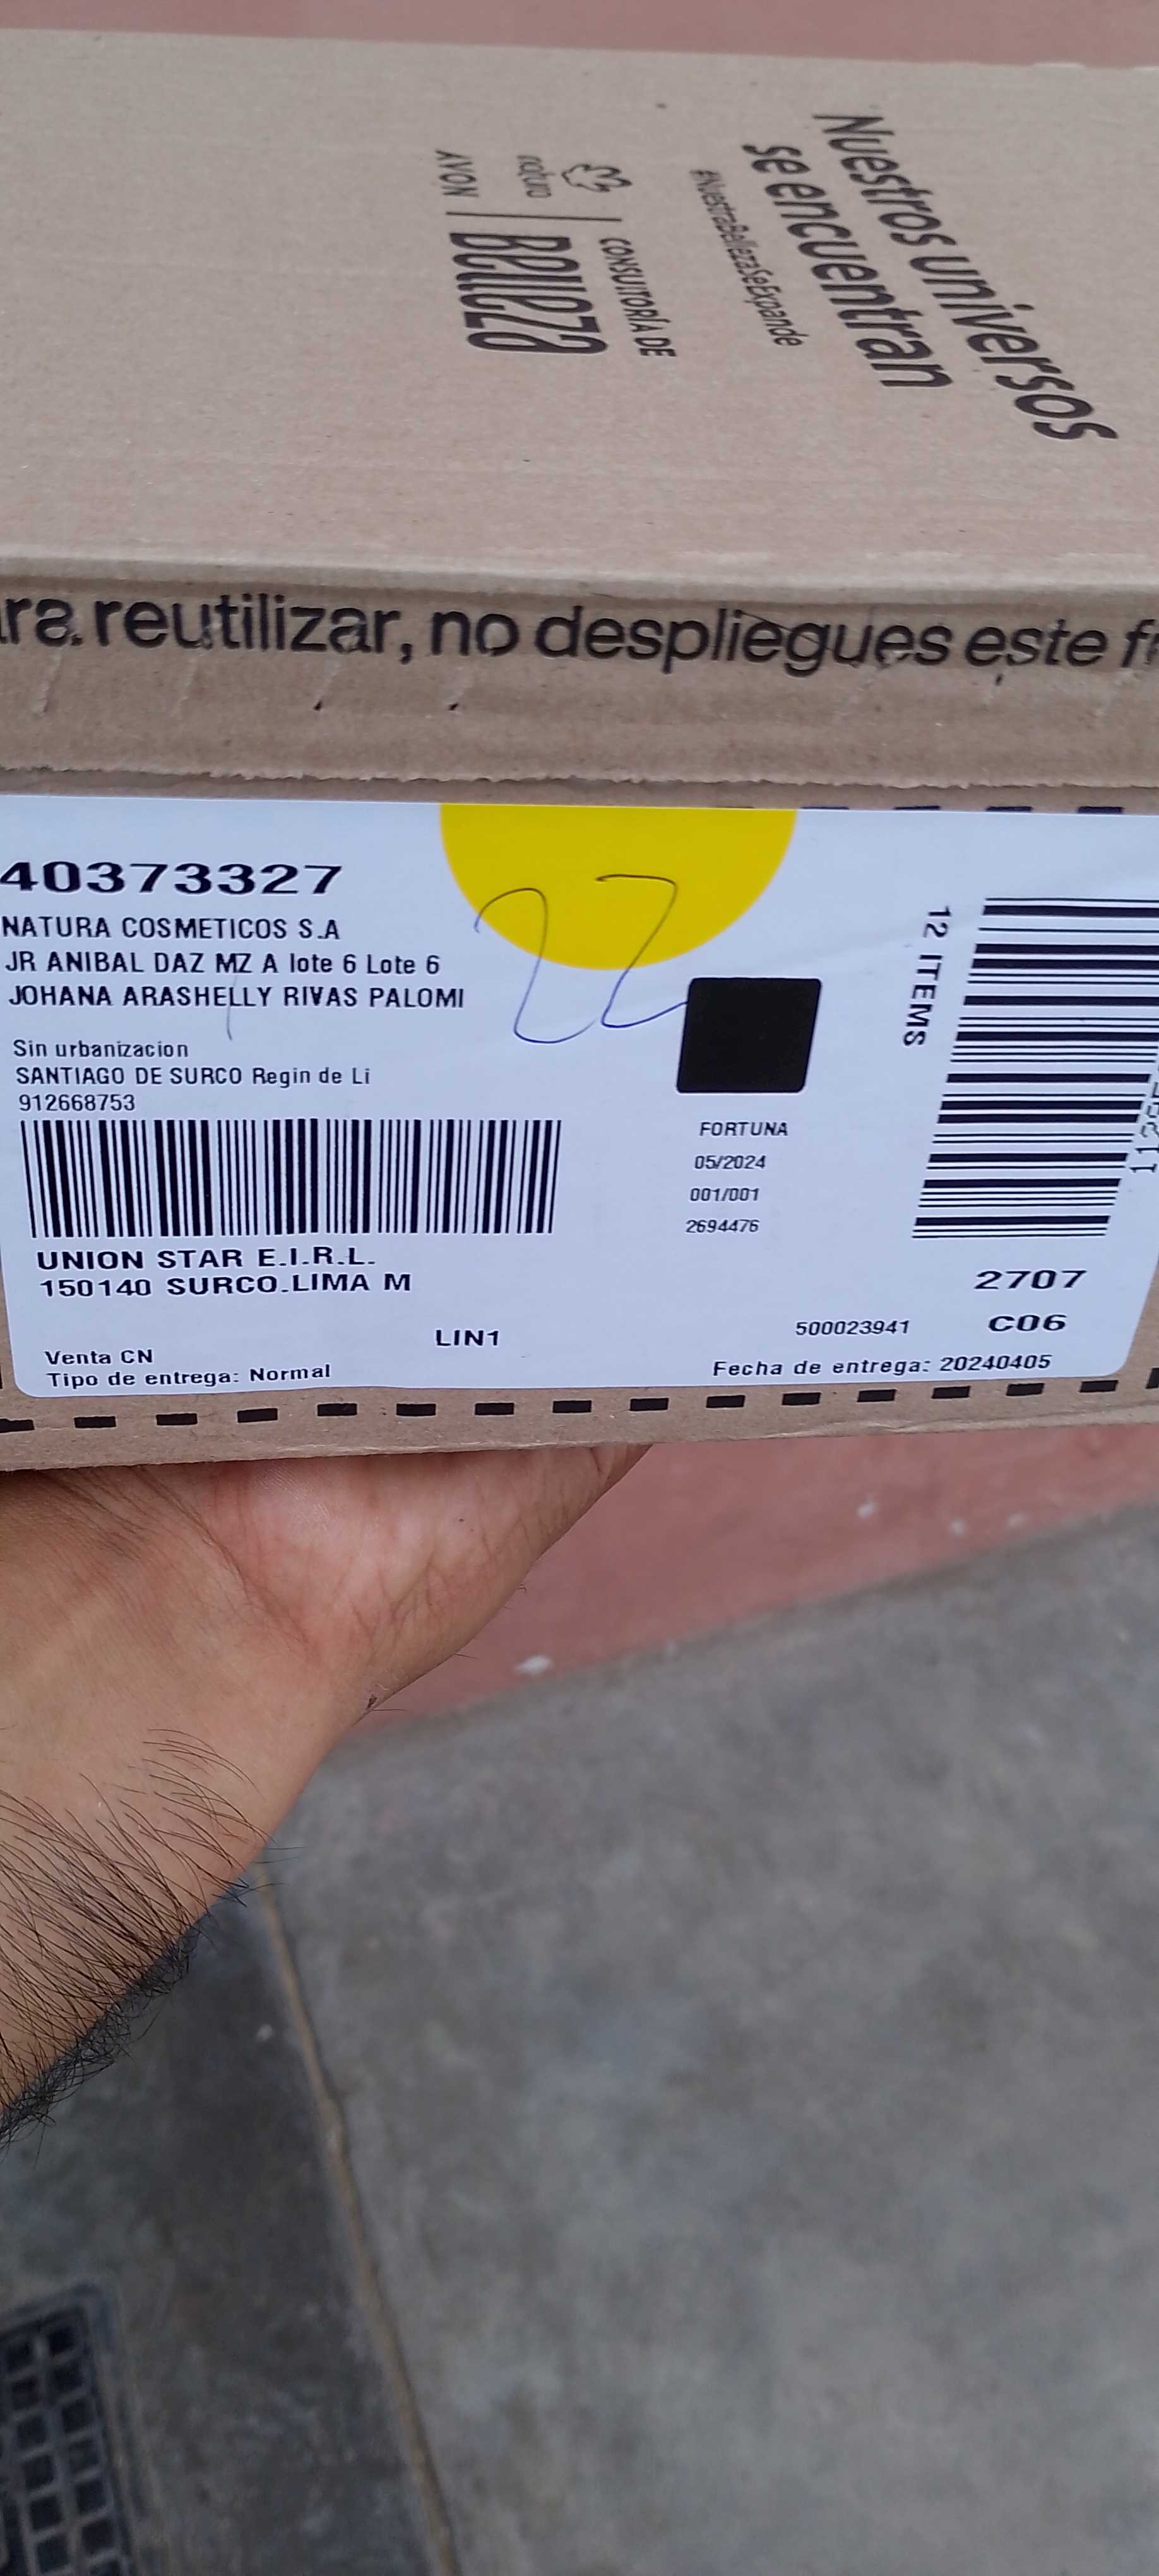 Nuestros universos
se encuentran
#NuestraBellezaSeExpande
CONSULTORÍA DE
natura
BELLEZA
AVON
reutilizar, no despliegues este
40373327
NATURA COSMETICOS S.A
JR ANIBAL DAZ MZ A lote 6 Lote 6
JOHANA ARASHELLY RIVAS PALOMI
Sin urbanizacion
SANTIAGO DE SURCO Regin de Li
912668753
UNION STAR E.I.R.L.
150140 SURCO.LIMA M
LIN1
Venta CN
Tipo de entrega: Normal
22
FORTUNA
05/2024
001/001
2694476
12 ITEMS
2707
500023941 C06
Fecha de entrega: 20240405